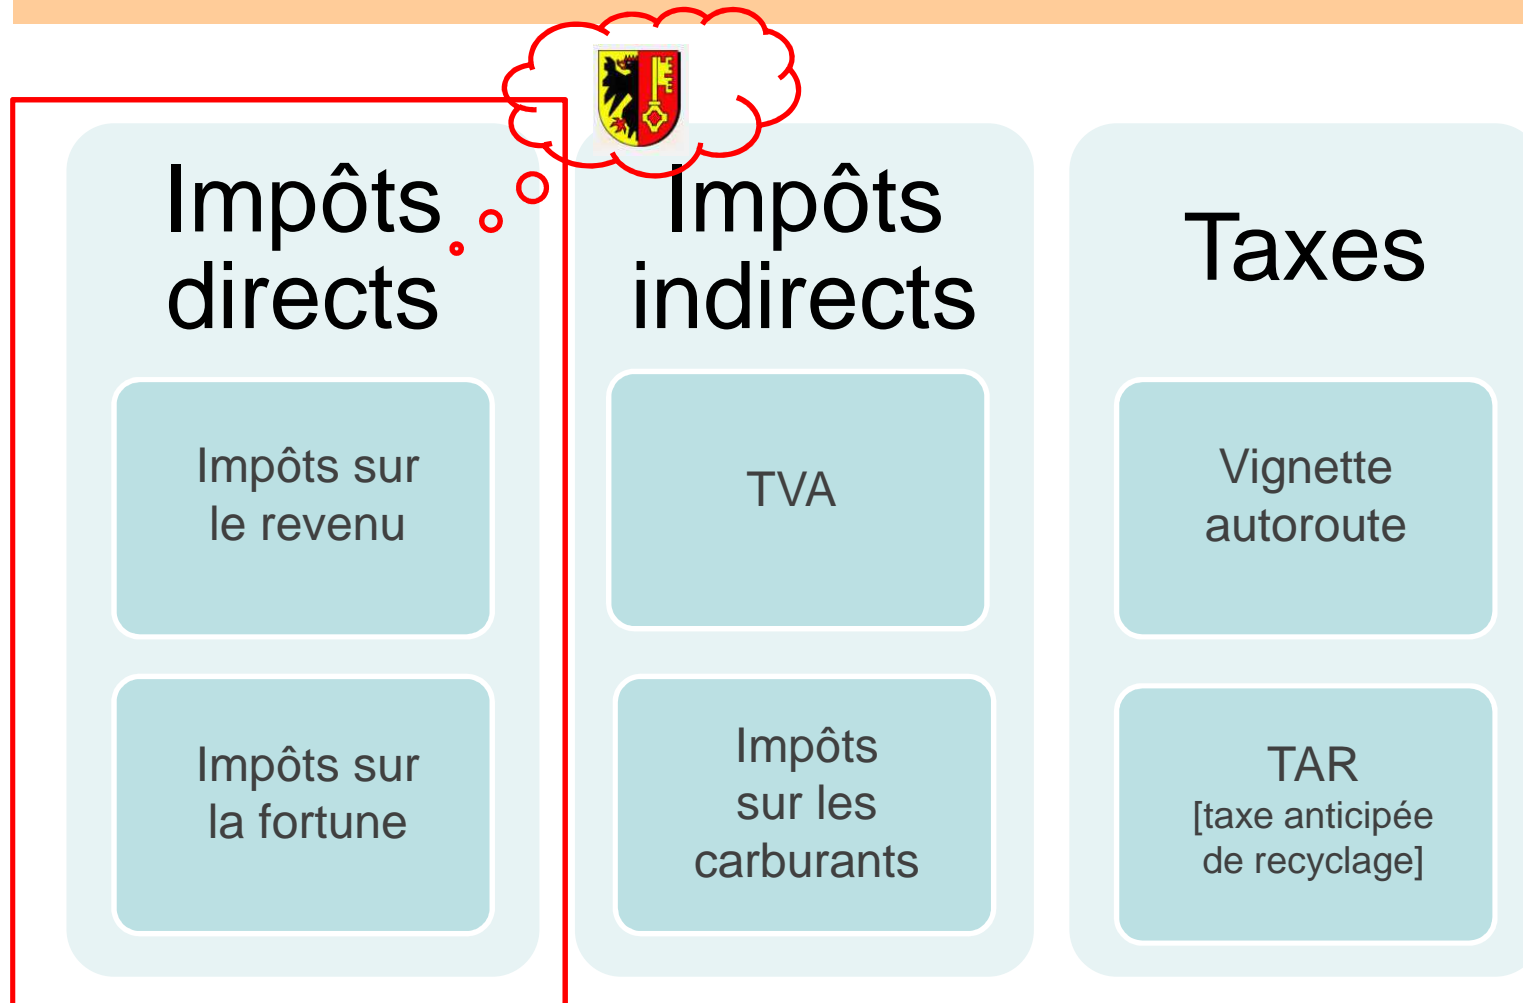 Impôts
directs
Impôts sur
le revenu
Impôts sur
la fortune
Impôts
indirects
TVA
Impôts
sur les
carburants
Taxes
Vignette
autoroute
TAR
[taxe anticipée
de recyclage]